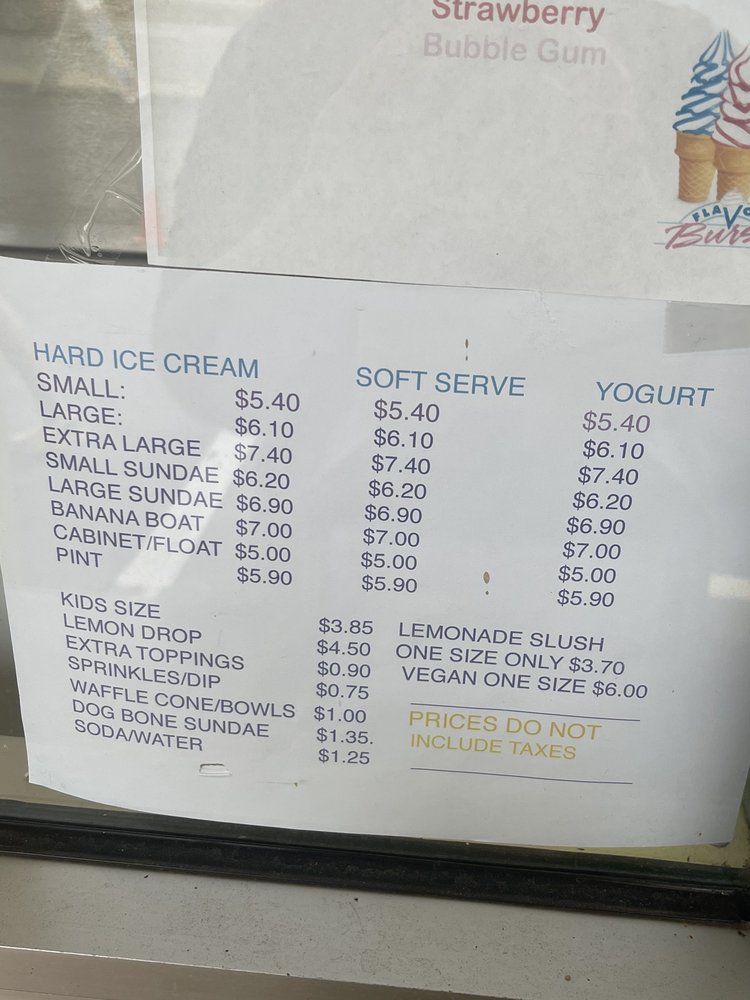 Strawberry
Bubble Gum
HARD ICE CREAM SOFT SERVE YOGURT
SMALL: $5.40 $5.40 $5.40
LARGE: $6.10 $6.10 $6.10
EXTRA LARGE $7.40 $7.40 $7.40
SMALL SUNDAE $6.20 $6.20 $6.20
LARGE SUNDAE $6.90 $6.90 $6.90
BANANA BOAT $7.00 $7.00 $7.00
CABINET/FLOAT $5.00 $5.00 $5.00
PINT $5.90 $5.90 $5.90
KIDS SIZE $3.85
LEMON DROP $4.50
EXTRA TOPPINGS $0.90
SPRINKLES/DIP $0.75
WAFFLE CONE/BOWLS $1.00
DOG BONE SUNDAE $1.35.
SODA/WATER $1.25
LEMONADE SLUSH
ONE SIZE ONLY $3.70
VEGAN ONE SIZE $6.00
PRICES DO NOT
INCLUDE TAXES